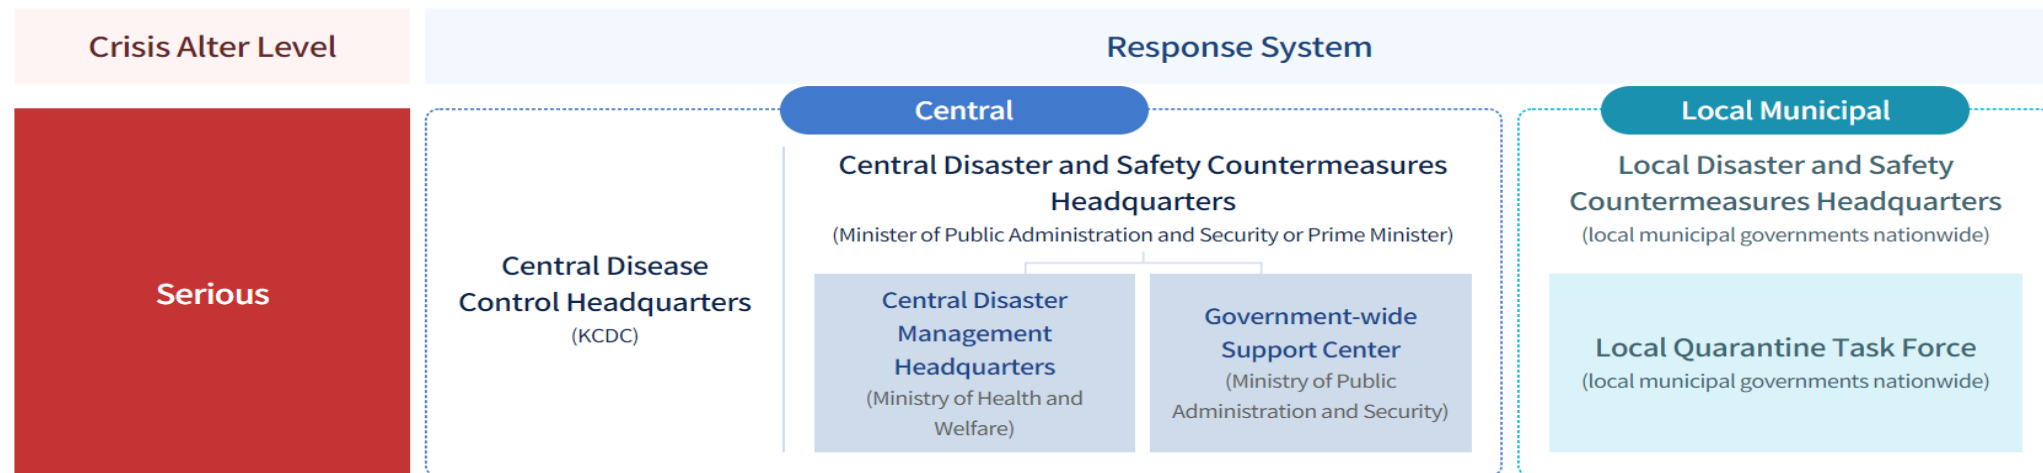 Crisis Alter Level
Response System
Serious
Central
Central Disease
Control Headquarters
(KCDC)
Central Disaster and Safety Countermeasures
Headquarters
(Minister of Public Administration and Security or Prime Minister)
Central Disaster
Management
Headquarters
(Ministry of Health and
Welfare)
Government-wide
Support Center
(Ministry of Public
Administration and Security)
Local Municipal
Local Disaster and Safety
Countermeasures Headquarters
(local municipal governments nationwide)
Local Quarantine Task Force
(local municipal governments nationwide)